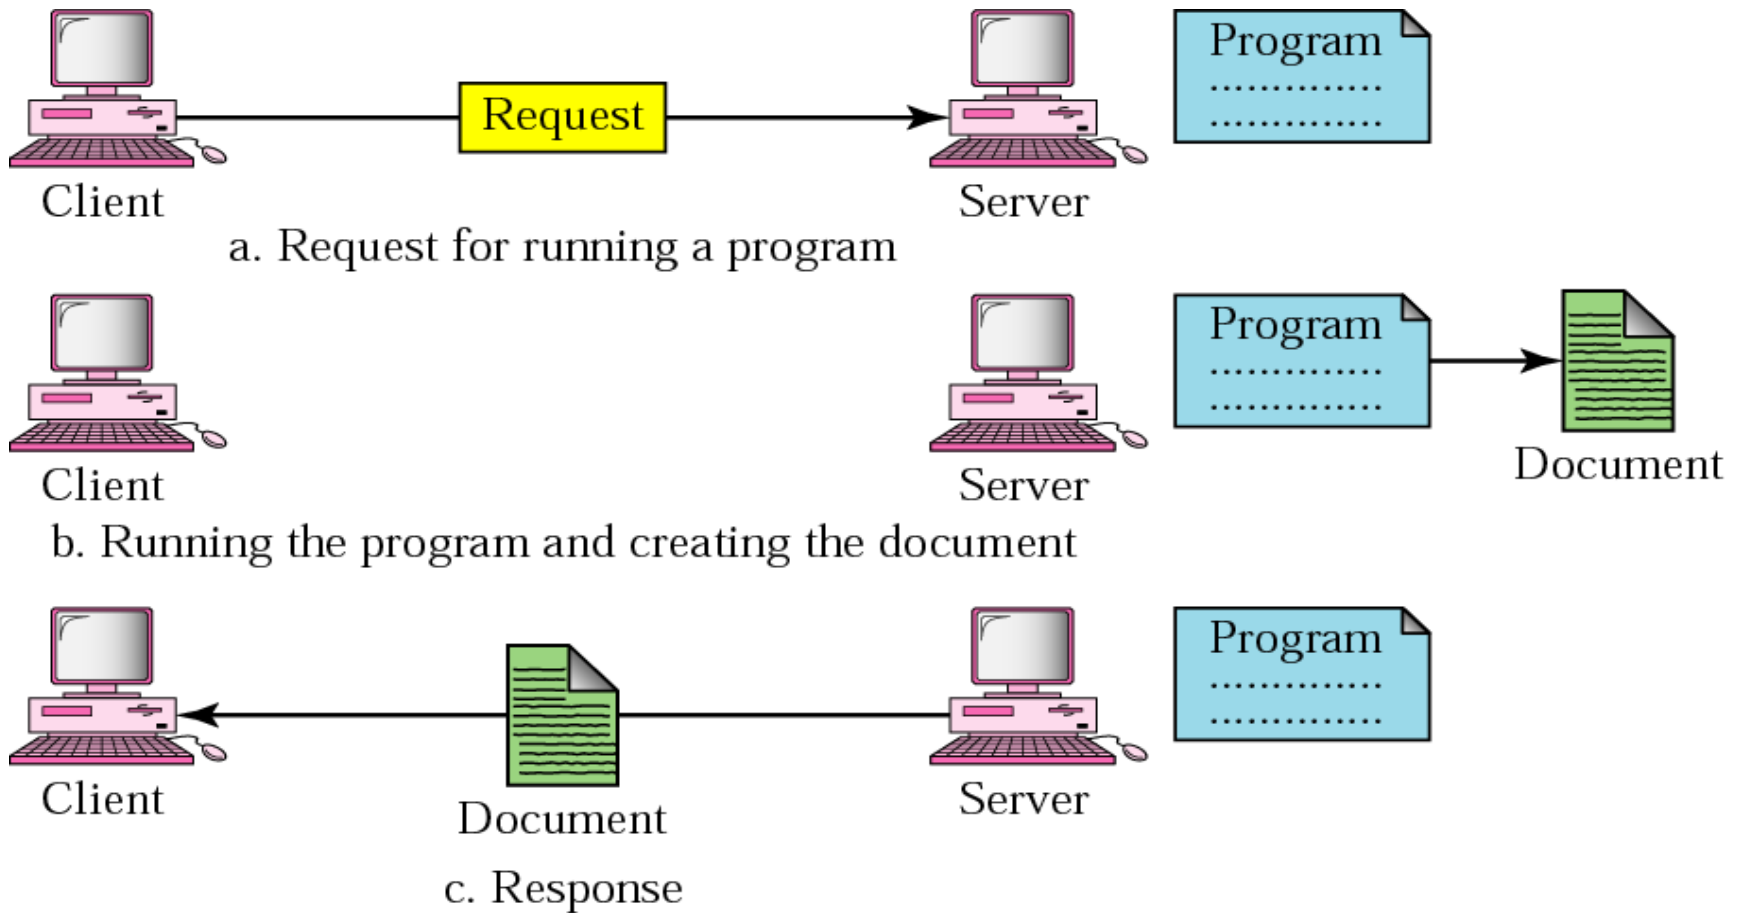 Program
..............
..............
Request
Client
Server
a. Request for running a program
Program
..............
..............
Document
Client
Server
b. Running the program and creating the document
Program
..............
..............
Client
Document
Server
c. Response